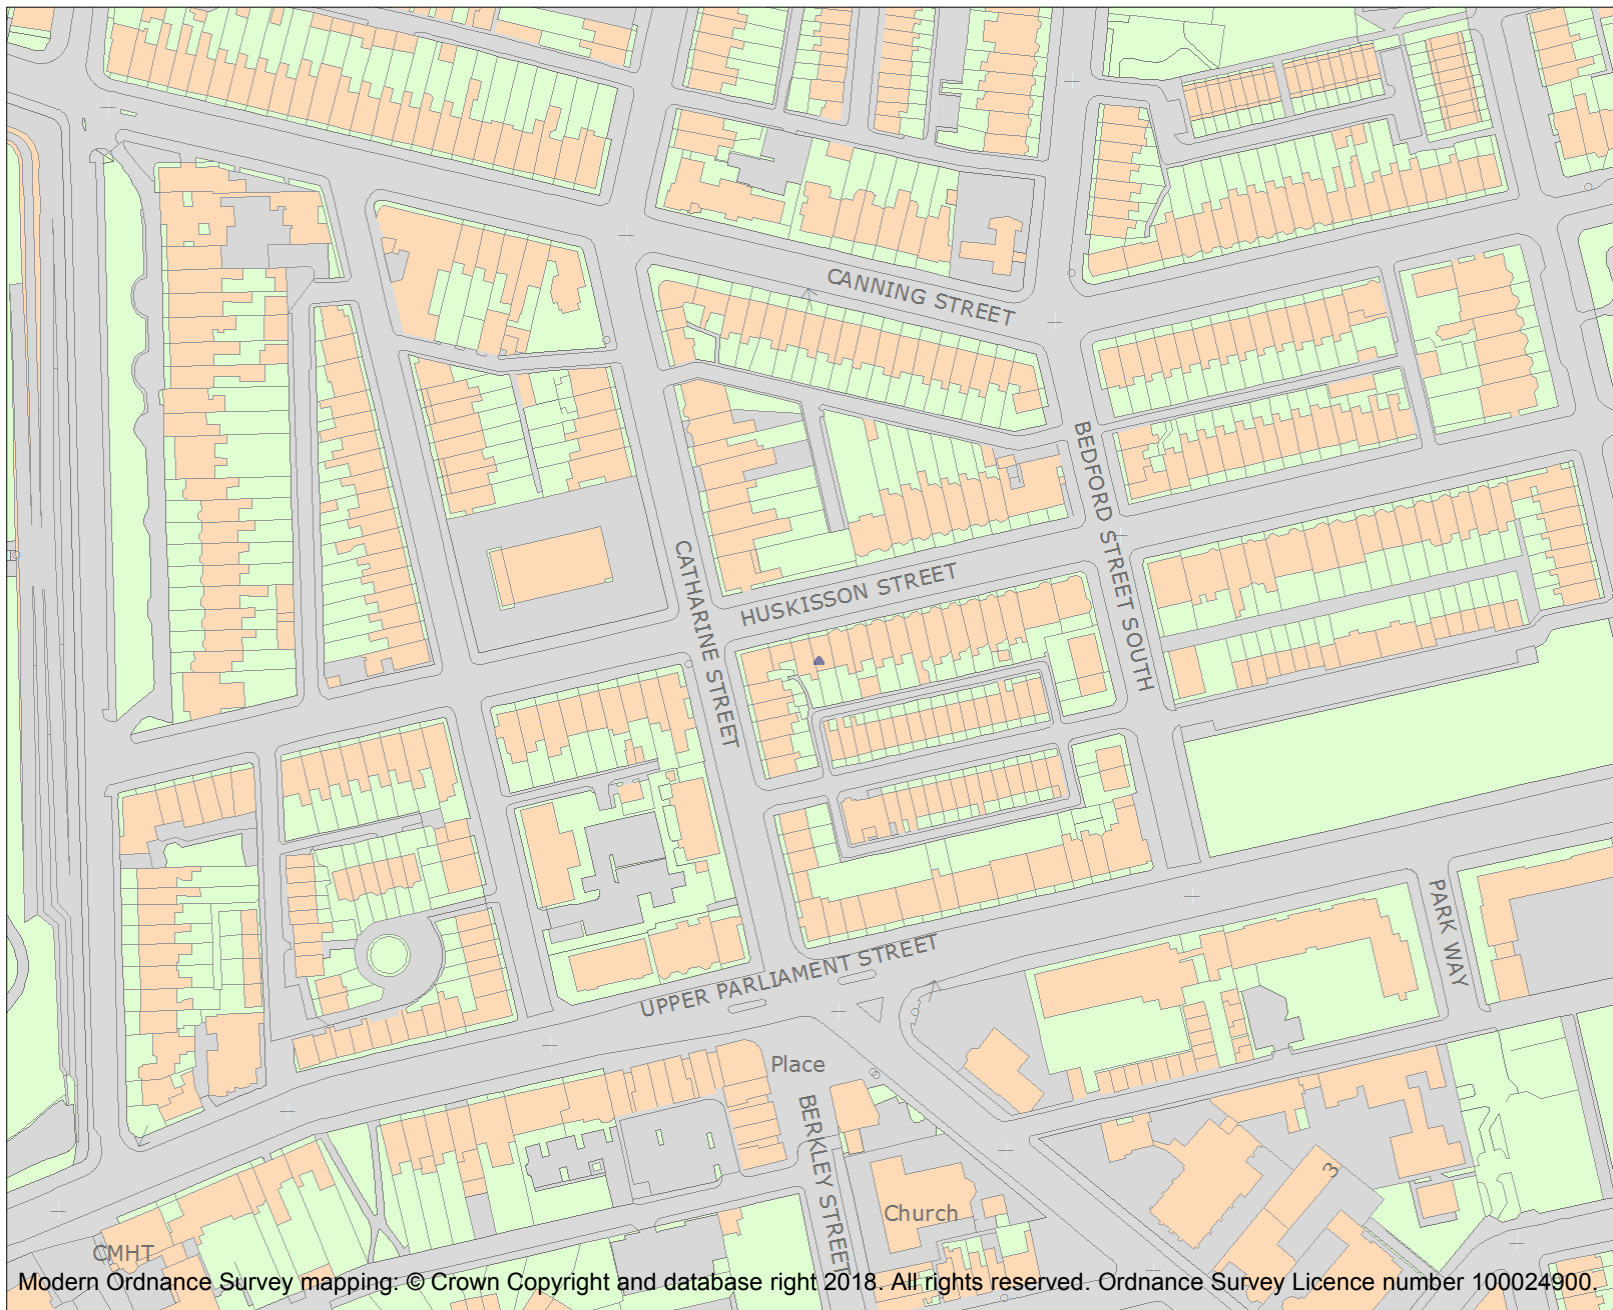 CANNING STREET
BEDFORD STREET SOUTH
CATHARINE STREET
HUSKISSON STREET
PARK WAY
UPPER PARLIAMENT STREET
Place
BERKLEY STREET
3
Church
CMHT
Modern Ordnance Survey mapping: © Crown Copyright and database right 2018. All rights reserved. Ordnance Survey Licence number 100024900.